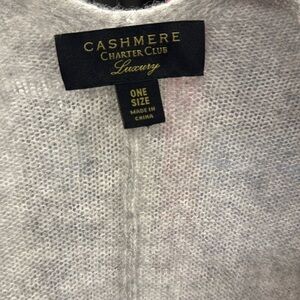 CASHMERE
CHARTER CLUB
Luxury
ONE
SIZE
MADE IN
CHINA